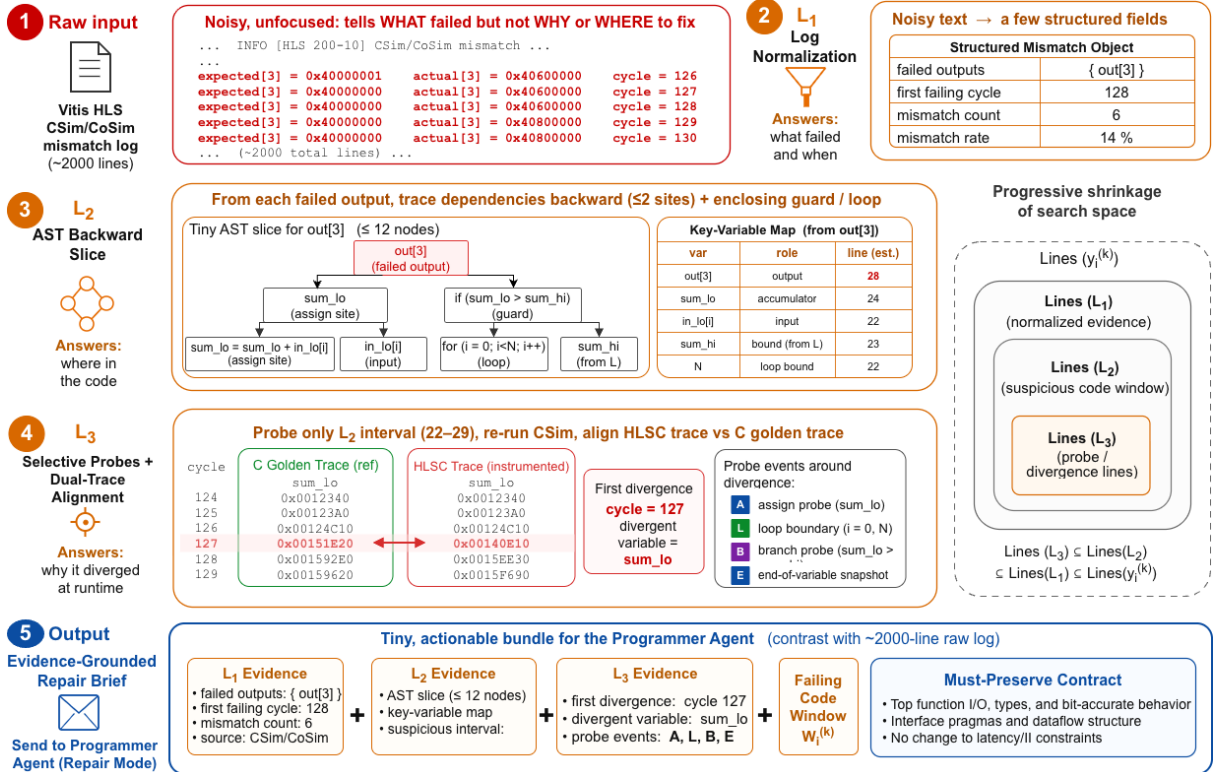 1 Raw input
Vitis HLS
CSim/CoSim
mismatch log
(~2000 lines)
Noisy, unfocused: tells WHAT failed but not WHY or WHERE to fix
... INFO [HLS 200-10] CSim/CoSim mismatch ...
...
expected[3] = 0x40000001 actual[3] = 0x40600000 cycle = 126
expected[3] = 0x40000000 actual[3] = 0x40600000 cycle = 127
expected[3] = 0x40000000 actual[3] = 0x40600000 cycle = 128
expected[3] = 0x40000000 actual[3] = 0x40800000 cycle = 129
expected[3] = 0x40000000 actual[3] = 0x40800000 cycle = 130
... (~2000 total lines) ...
2 L1
Log
Normalization
Answers:
what failed
and when
Noisy text → a few structured fields
Structured Mismatch Object
failed outputs { out[3] }
first failing cycle 128
mismatch count 6
mismatch rate 14 %
3 L2
AST Backward
Slice
Answers:
where in
the code
From each failed output, trace dependencies backward (≤2 sites) + enclosing guard / loop
Tiny AST slice for out[3] (≤ 12 nodes)
out[3]
(failed output)
sum_lo
(assign site)
if (sum_lo > sum_hi)
(guard)
sum_lo = sum_lo + in_lo[i]
(assign site)
in_lo[i]
(input)
for (i = 0; i<N; i++)
(loop)
sum_hi
(from L)
Key-Variable Map (from out[3])
var role line (est.)
out[3] output 28
sum_lo accumulator 24
in_lo[i] input 22
sum_hi bound (from L) 23
N loop bound 22
Progressive shrinkage
of search space
Lines (y_i^(k))
Lines (L1)
(normalized evidence)
Lines (L2)
(suspicious code window)
Lines (L3)
(probe /
divergence lines)
Lines (L3) ⊆ Lines(L2)
⊆ Lines(L1) ⊆ Lines(y_i^(k))
4 L3
Selective Probes +
Dual-Trace
Alignment
Answers:
why it diverged
at runtime
Probe only L2 interval (22–29), re-run CSim, align HLSC trace vs C golden trace
cycle
124
125
126
127
128
129
C Golden Trace (ref)
sum_lo
0x0012340
0x00123A0
0x00124C10
0x00151E20
0x001592E0
0x00159620
HLSC Trace (instrumented)
sum_lo
0x0012340
0x00123A0
0x00124C10
0x00140E10
0x0015EE30
0x0015F690
First divergence
cycle = 127
divergent
variable =
sum_lo
Probe events around
divergence:
A assign probe (sum_lo)
L loop boundary (i = 0, N)
B branch probe (sum_lo >
E end-of-variable snapshot
5 Output
Evidence-Grounded
Repair Brief
Send to Programmer
Agent (Repair Mode)
Tiny, actionable bundle for the Programmer Agent (contrast with ~2000-line raw log)
L1 Evidence
• failed outputs: { out[3] }
• first failing cycle: 128
• mismatch count: 6
• source: CSim/CoSim
+
L2 Evidence
• AST slice (≤ 12 nodes)
• key-variable map
• suspicious interval:
+
L3 Evidence
• first divergence: cycle 127
• divergent variable: sum_lo
• probe events: A, L, B, E
+
Failing
Code
Window
W_i^(k)
Must-Preserve Contract
• Top function I/O, types, and bit-accurate behavior
• Interface pragmas and dataflow structure
• No change to latency/II constraints